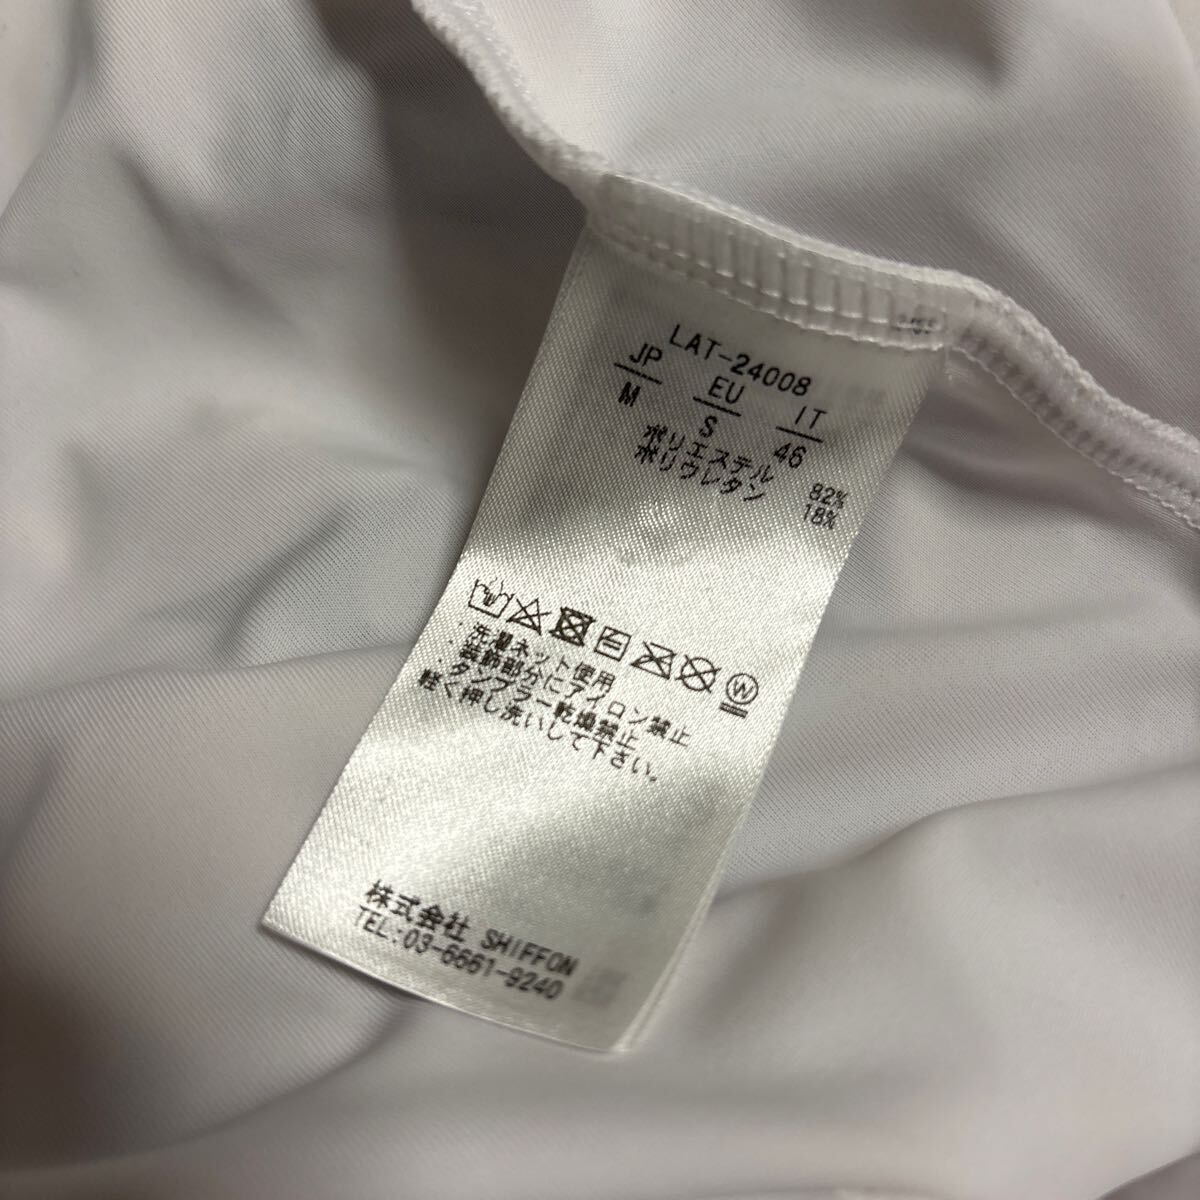 LAT-24008
JP EU IT
M S 46
ポリエステル 82%
ポリウレタン 18%
W
・洗濯ネット使用
・装飾部分にアイロン禁止
・タンブラー乾燥禁止
軽く押し洗いして下さい。
株式会社 SHIFFON
TEL:03-6661-9240